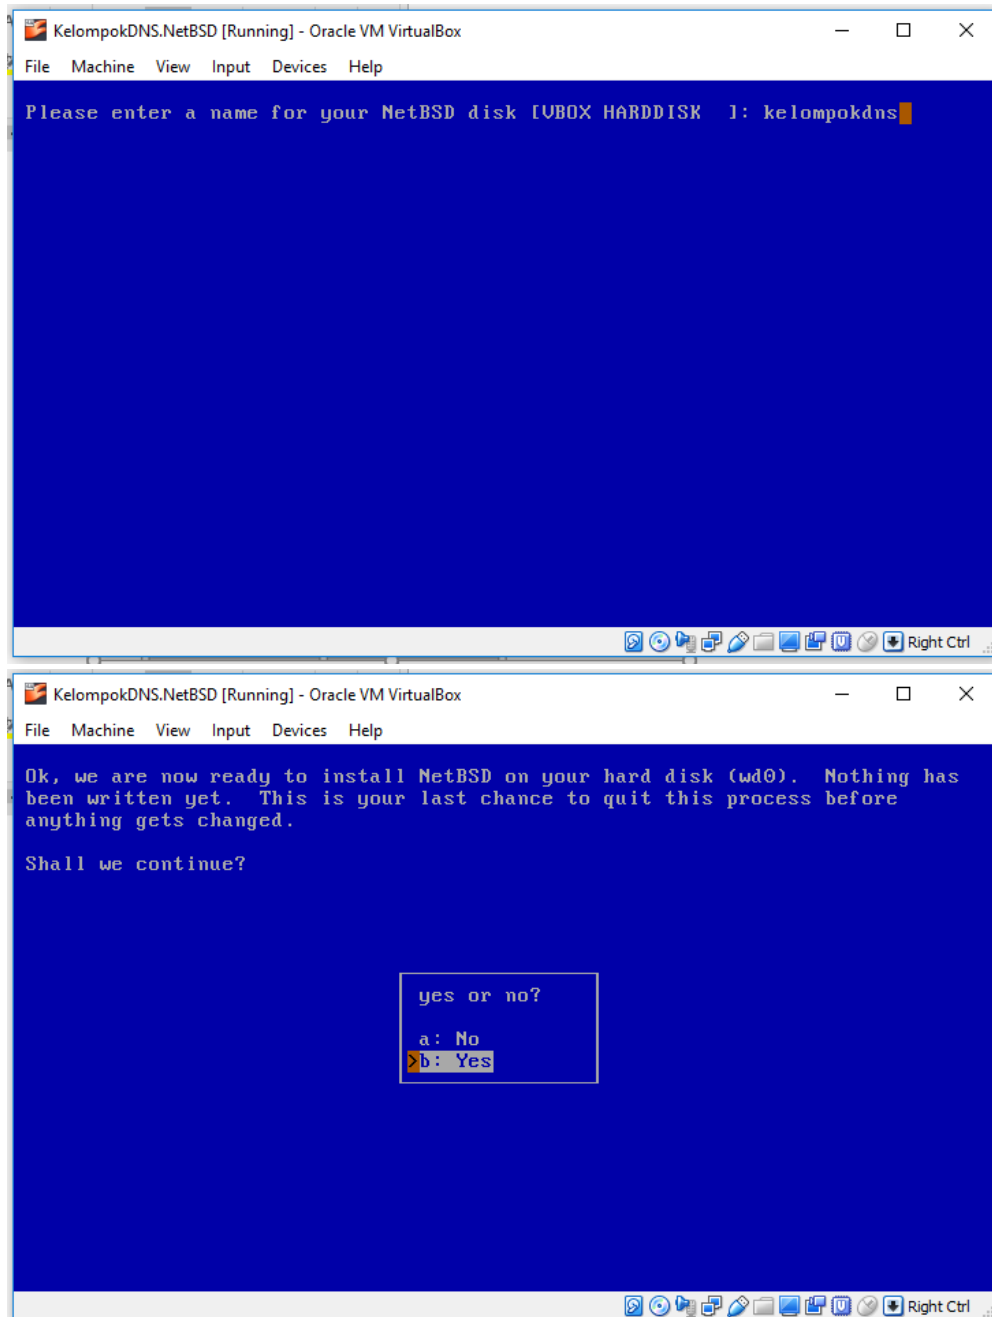 KelompokDNS.NetBSD [Running] - Oracle VM VirtualBox
File Machine View Input Devices Help
Please enter a name for your NetBSD disk [VBOX HARDDISK  ]: kelompokdns
Right Ctrl
KelompokDNS.NetBSD [Running] - Oracle VM VirtualBox
File Machine View Input Devices Help
Ok, we are now ready to install NetBSD on your hard disk (wd0).  Nothing has
been written yet.  This is your last chance to quit this process before
anything gets changed.
Shall we continue?
yes or no?
a: No
>b: Yes
Right Ctrl